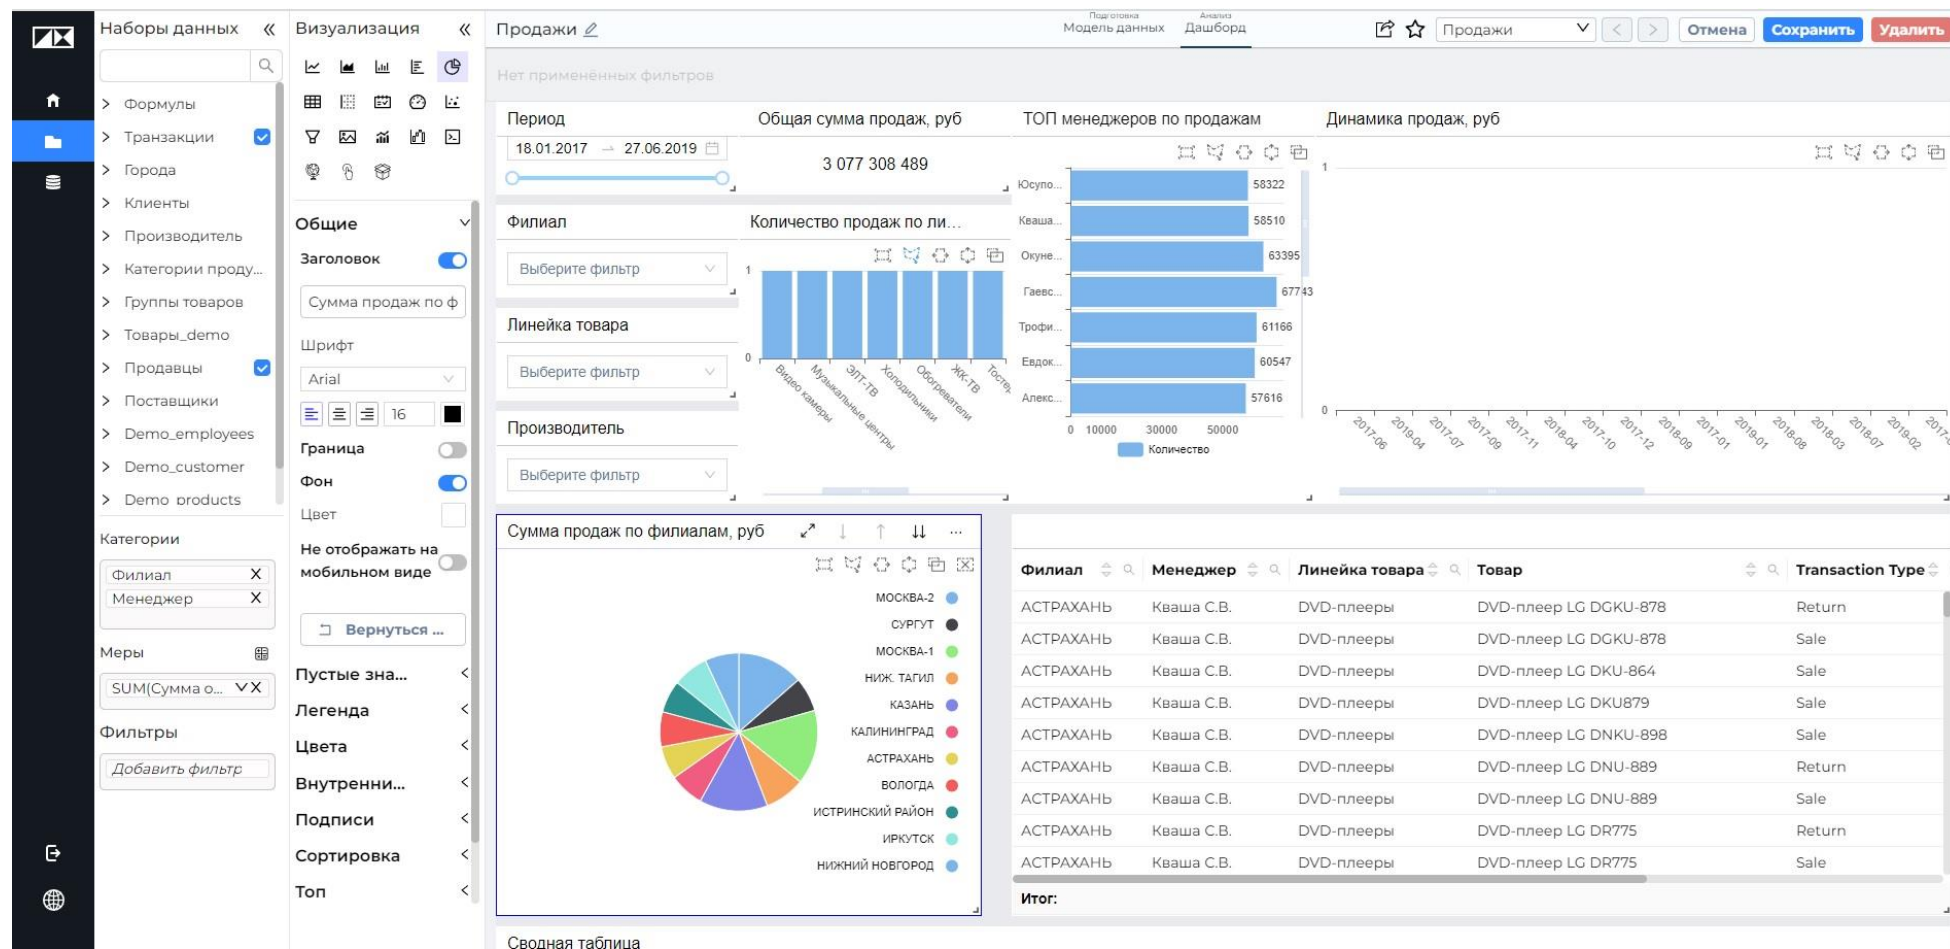 Наборы данных «
Визуализация «
Продажи
Подготовка
Модель данных
Анализ
Дашборд
Продажи
Отмена
Сохранить
Удалить
Нет применённых фильтров
Формулы
Транзакции
Города
Клиенты
Производитель
Категории проду...
Группы товаров
Товары_demo
Продавцы
Поставщики
Demo_employees
Demo_customer
Demo_products
Категории
Филиал X
Менеджер X
Меры
SUM(Сумма о... X
Фильтры
Добавить фильтр
Общие
Заголовок
Сумма продаж по ф
Шрифт
Arial
16
Граница
Фон
Цвет
Не отображать на
мобильном виде
Вернуться ...
Пустые зна...
Легенда
Цвета
Внутренни...
Подписи
Сортировка
Топ
Период
18.01.2017 → 27.06.2019
Филиал
Выберите фильтр
Линейка товара
Выберите фильтр
Производитель
Выберите фильтр
Общая сумма продаж, руб
3 077 308 489
Количество продаж по ли...
1
0
Видео камеры
Музыкальные центры
ЭЛТ-ТВ
Холодильники
Обогреватели
ЖК-ТВ
Тостер
ТОП менеджеров по продажам
Юсупо... 58322
Кваша... 58510
Окуне... 63395
Гаевс... 67743
Трофи... 61166
Евдок... 60547
Алекс... 57616
0 10000 30000 50000
Количество
Динамика продаж, руб
1
0
2017-06 2019-04 2017-07 2017-09 2017-11 2018-04 2017-10 2017-12 2018-09 2017-01 2019-01 2018-08 2018-03 2018-07 2019-02 2017-
Сумма продаж по филиалам, руб ...
МОСКВА-2
СУРГУТ
МОСКВА-1
НИЖ. ТАГИЛ
КАЗАНЬ
КАЛИНИНГРАД
АСТРАХАНЬ
ВОЛОГДА
ИСТРИНСКИЙ РАЙОН
ИРКУТСК
НИЖНИЙ НОВГОРОД
Филиал Менеджер Линейка товара Товар Transaction Type
АСТРАХАНЬ Кваша С.В. DVD-плееры DVD-плеер LG DGKU-878 Return
АСТРАХАНЬ Кваша С.В. DVD-плееры DVD-плеер LG DGKU-878 Sale
АСТРАХАНЬ Кваша С.В. DVD-плееры DVD-плеер LG DKU-864 Sale
АСТРАХАНЬ Кваша С.В. DVD-плееры DVD-плеер LG DKU879 Sale
АСТРАХАНЬ Кваша С.В. DVD-плееры DVD-плеер LG DNKU-898 Sale
АСТРАХАНЬ Кваша С.В. DVD-плееры DVD-плеер LG DNU-889 Return
АСТРАХАНЬ Кваша С.В. DVD-плееры DVD-плеер LG DNU-889 Sale
АСТРАХАНЬ Кваша С.В. DVD-плееры DVD-плеер LG DR775 Return
АСТРАХАНЬ Кваша С.В. DVD-плееры DVD-плеер LG DR775 Sale
Итог:
Сводная таблица